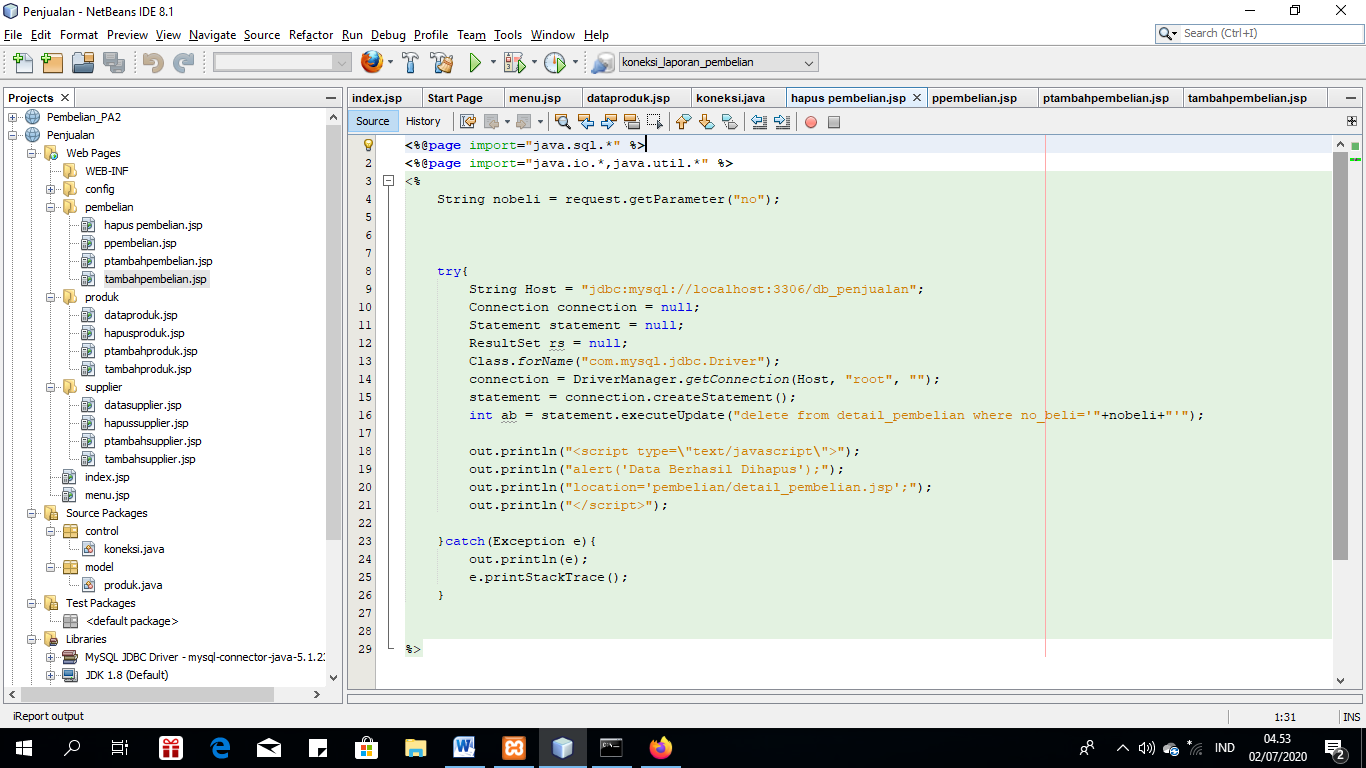 Penjualan - NetBeans IDE 8.1
File Edit Format Preview View Navigate Source Refactor Run Debug Profile Team Tools Window Help
Search (Ctrl+I)
koneksi_laporan_pembelian
Projects
index.jsp Start Page menu.jsp dataproduk.jsp koneksi.java hapus pembelian.jsp ppembelian.jsp ptambahpembelian.jsp tambahpembelian.jsp
Source History
Pembelian_PA2
Penjualan
Web Pages
WEB-INF
config
pembelian
hapus pembelian.jsp
ppembelian.jsp
ptambahpembelian.jsp
tambahpembelian.jsp
produk
dataproduk.jsp
hapusproduk.jsp
ptambahproduk.jsp
tambahproduk.jsp
supplier
datasupplier.jsp
hapussupplier.jsp
ptambahsupplier.jsp
tambahsupplier.jsp
index.jsp
menu.jsp
Source Packages
control
koneksi.java
model
produk.java
Test Packages
<default package>
Libraries
MySQL JDBC Driver - mysql-connector-java-5.1.23
JDK 1.8 (Default)
<%@page import="java.sql.*" %>
2 <%@page import="java.io.*,java.util.*" %>
3 <%
4 String nobeli = request.getParameter("no");
5
6
7
8 try{
9 String Host = "jdbc:mysql://localhost:3306/db_penjualan";
10 Connection connection = null;
11 Statement statement = null;
12 ResultSet rs = null;
13 Class.forName("com.mysql.jdbc.Driver");
14 connection = DriverManager.getConnection(Host, "root", "");
15 statement = connection.createStatement();
16 int ab = statement.executeUpdate("delete from detail_pembelian where no_beli='"+nobeli+"'");
17
18 out.println("<script type=\"text/javascript\">");
19 out.println("alert('Data Berhasil Dihapus');");
20 out.println("location='pembelian/detail_pembelian.jsp';");
21 out.println("</script>");
22
23 }catch(Exception e){
24 out.println(e);
25 e.printStackTrace();
26 }
27
28
29 %>
iReport output
1:31 INS
IND
04.53
02/07/2020
2